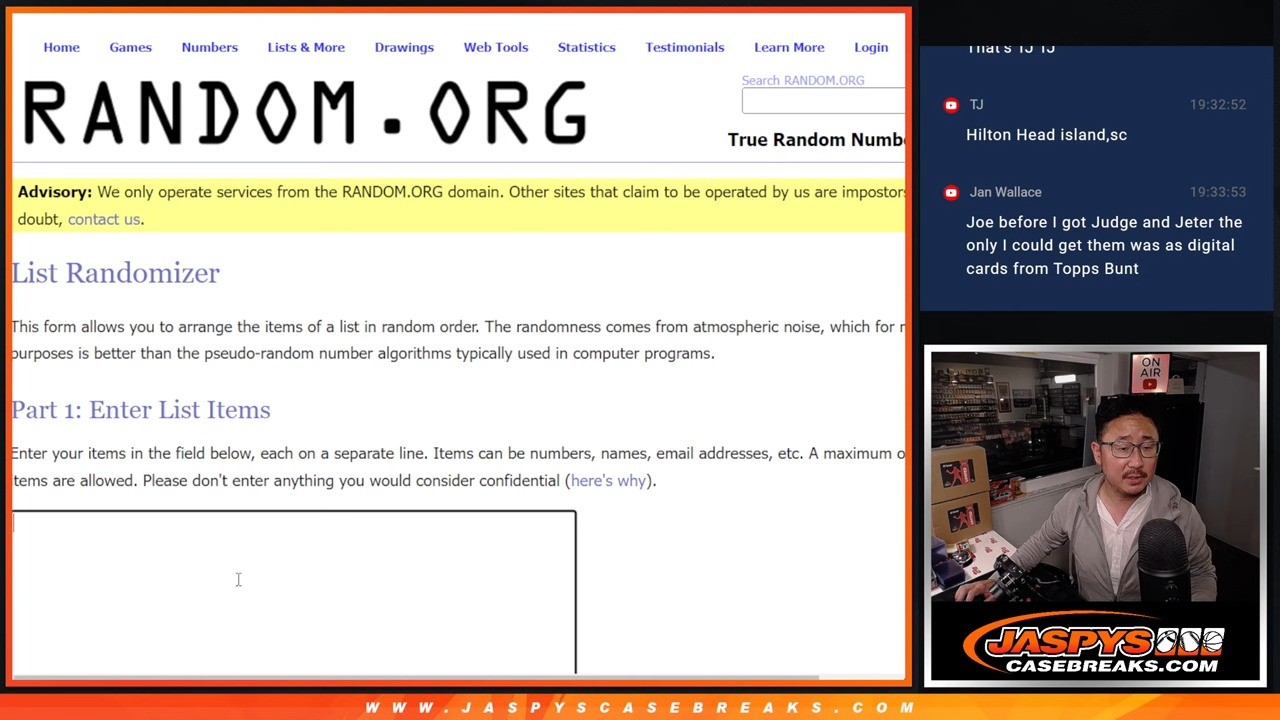 Home Games Numbers Lists & More Drawings Web Tools Statistics Testimonials Learn More Login
RANDOM.ORG
Search RANDOM.ORG
True Random Numb
Advisory: We only operate services from the RANDOM.ORG domain. Other sites that claim to be operated by us are impostors
doubt, contact us.
List Randomizer
This form allows you to arrange the items of a list in random order. The randomness comes from atmospheric noise, which for
purposes is better than the pseudo-random number algorithms typically used in computer programs.
Part 1: Enter List Items
Enter your items in the field below, each on a separate line. Items can be numbers, names, email addresses, etc. A maximum o
tems are allowed. Please don't enter anything you would consider confidential (here's why).
That's TJ TJ
TJ 19:32:52
Hilton Head island,sc
Jan Wallace 19:33:53
Joe before I got Judge and Jeter the
only I could get them was as digital
cards from Topps Bunt
ON
AIR
JASPYS
CASEBREAKS.COM
WWW.JASPYSCASEBREAKS.COM